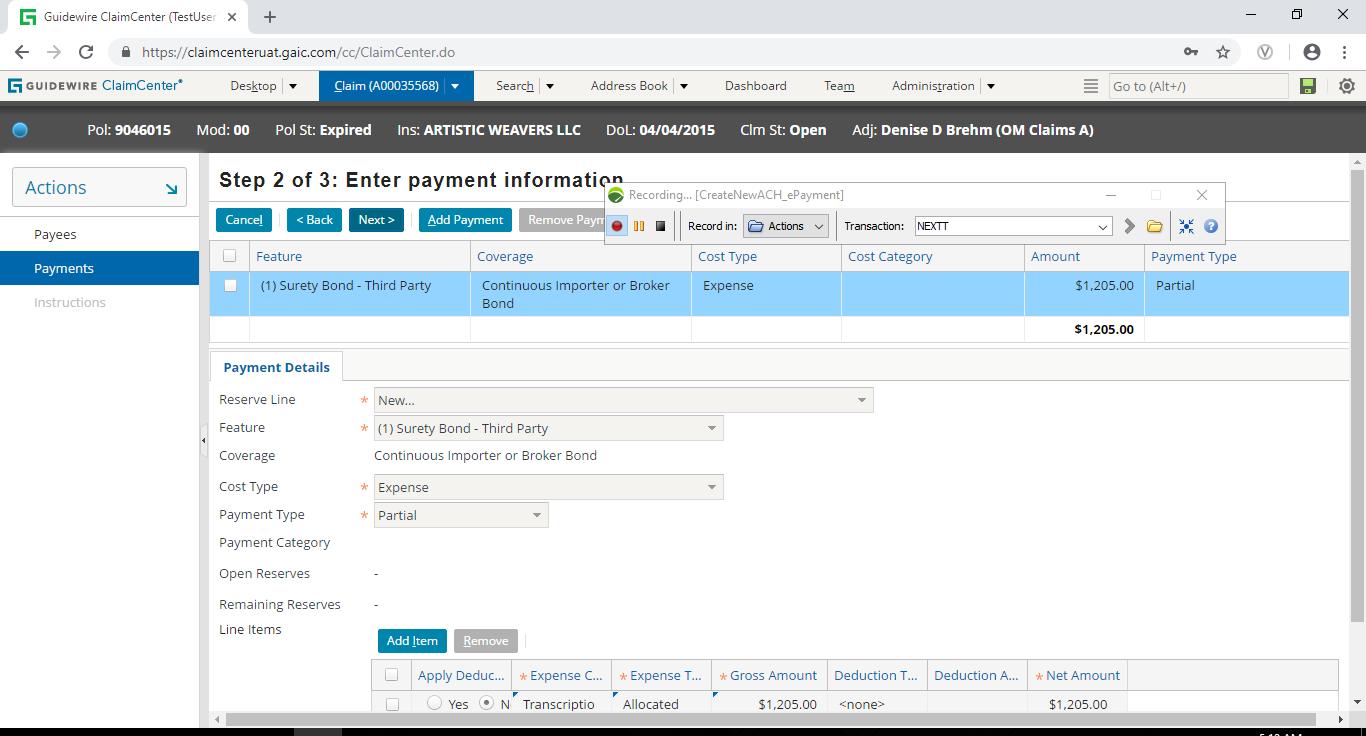 Guidewire ClaimCenter (TestUser
https://claimcenteruat.gaic.com/cc/ClaimCenter.do
GUIDEWIRE ClaimCenter® Desktop Claim (A00035568) Search Address Book Dashboard Team Administration Go to (Alt+/)
Pol: 9046015 Mod: 00 Pol St: Expired Ins: ARTISTIC WEAVERS LLC DoL: 04/04/2015 Clm St: Open Adj: Denise D Brehm (OM Claims A)
Actions
Payees
Payments
Instructions
Step 2 of 3: Enter payment information
Recording... [CreateNewACH_ePayment]
Record in: Actions Transaction: NEXTT
Cancel < Back Next > Add Payment Remove Paym
Feature Coverage Cost Type Cost Category Amount Payment Type
(1) Surety Bond - Third Party Continuous Importer or Broker Bond Expense $1,205.00 Partial
$1,205.00
Payment Details
Reserve Line * New...
Feature * (1) Surety Bond - Third Party
Coverage Continuous Importer or Broker Bond
Cost Type * Expense
Payment Type * Partial
Payment Category
Open Reserves -
Remaining Reserves -
Line Items
Add Item Remove
Apply Deduc... * Expense C... * Expense T... * Gross Amount Deduction T... Deduction A... * Net Amount
Yes N Transcriptio Allocated $1,205.00 <none> $1,205.00